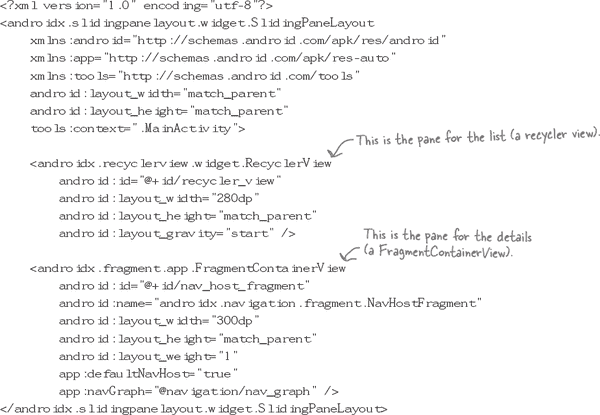 <?xml version="1.0" encoding="utf-8"?>
<androidx.slidingpanelayout.widget.SlidingPaneLayout
xmlns:android="http://schemas.android.com/apk/res/android"
xmlns:app="http://schemas.android.com/apk/res-auto"
xmlns:tools="http://schemas.android.com/tools"
android:layout_width="match_parent"
android:layout_height="match_parent"
tools:context=".MainActivity">
This is the pane for the list (a recycler view).
<androidx.recyclerview.widget.RecyclerView
android:id="@+id/recycler_view"
android:layout_width="280dp"
android:layout_height="match_parent"
android:layout_gravity="start" />
This is the pane for the details
(a FragmentContainerView).
<androidx.fragment.app.FragmentContainerView
android:id="@+id/nav_host_fragment"
android:name="androidx.navigation.fragment.NavHostFragment"
android:layout_width="300dp"
android:layout_height="match_parent"
android:layout_weight="1"
app:defaultNavHost="true"
app:navGraph="@navigation/nav_graph" />
</androidx.slidingpanelayout.widget.SlidingPaneLayout>